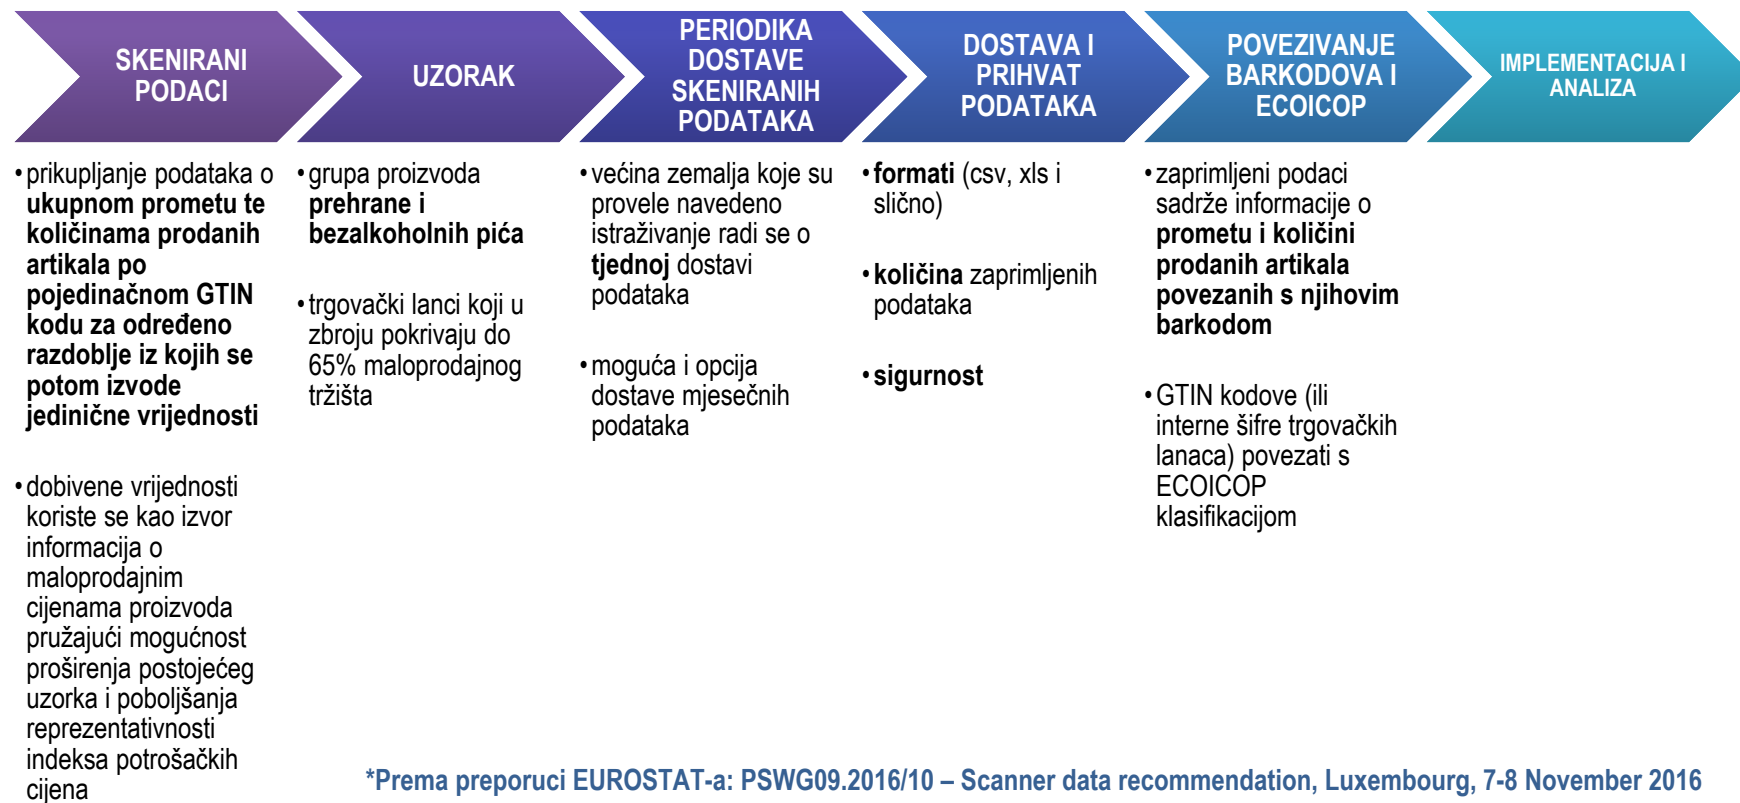 SKENIRANI
PODACI
UZORAK
PERIODIKA
DOSTAVE
SKENIRANIH
PODATAKA
DOSTAVA I
PRIHVAT
PODATAKA
POVEZIVANJE
BARKODOVA I
ECOICOP
IMPLEMENTACIJA I
ANALIZA
•prikupljanje podataka o
ukupnom prometu te
količinama prodanih
artikala po
pojedinačnom GTIN
kodu za određeno
razdoblje iz kojih se
potom izvode
jedinične vrijednosti
•dobivene vrijednosti
koriste se kao izvor
informacija o
maloprodajnim
cijenama proizvoda
pružajući mogućnost
proširenja postojećeg
uzorka i poboljšanja
reprezentativnosti
indeksa potrošačkih
cijena
•grupa proizvoda
prehrane i
bezalkoholnih pića
•trgovački lanci koji u
zbroju pokrivaju do
65% maloprodajnog
tržišta
•većina zemalja koje su
provele navedeno
istraživanje radi se o
tjednoj dostavi
podataka
•moguća i opcija
dostave mjesečnih
podataka
•formati (csv, xls i
slično)
•količina zaprimljenih
podataka
•sigurnost
•zaprimljeni podaci
sadrže informacije o
prometu i količini
prodanih artikala
povezanih s njihovim
barkodom
•GTIN kodove (ili
interne šifre trgovačkih
lanaca) povezati s
ECOICOP
klasifikacijom
*Prema preporuci EUROSTAT-a: PSWG09.2016/10 – Scanner data recommendation, Luxembourg, 7-8 November 2016